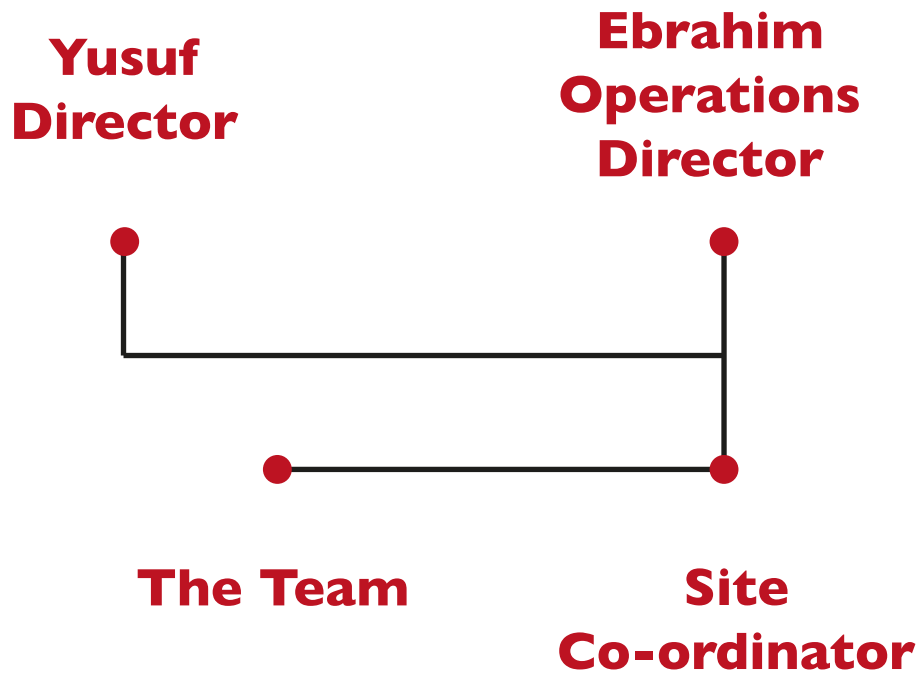 Yusuf
Director
Ebrahim
Operations
Director
The Team
Site
Co-ordinator